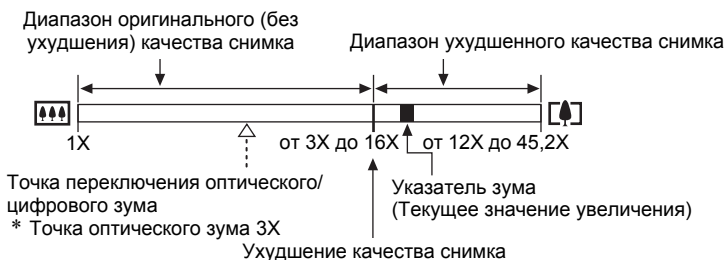 Диапазон оригинального (без
ухудшения) качества снимка
Диапазон ухудшенного качества снимка
1X
от 3X до 16X
от 12X до 45,2X
Точка переключения оптического/
цифрового зума
* Точка оптического зума 3X
Указатель зума
(Текущее значение увеличения)
Ухудшение качества снимка